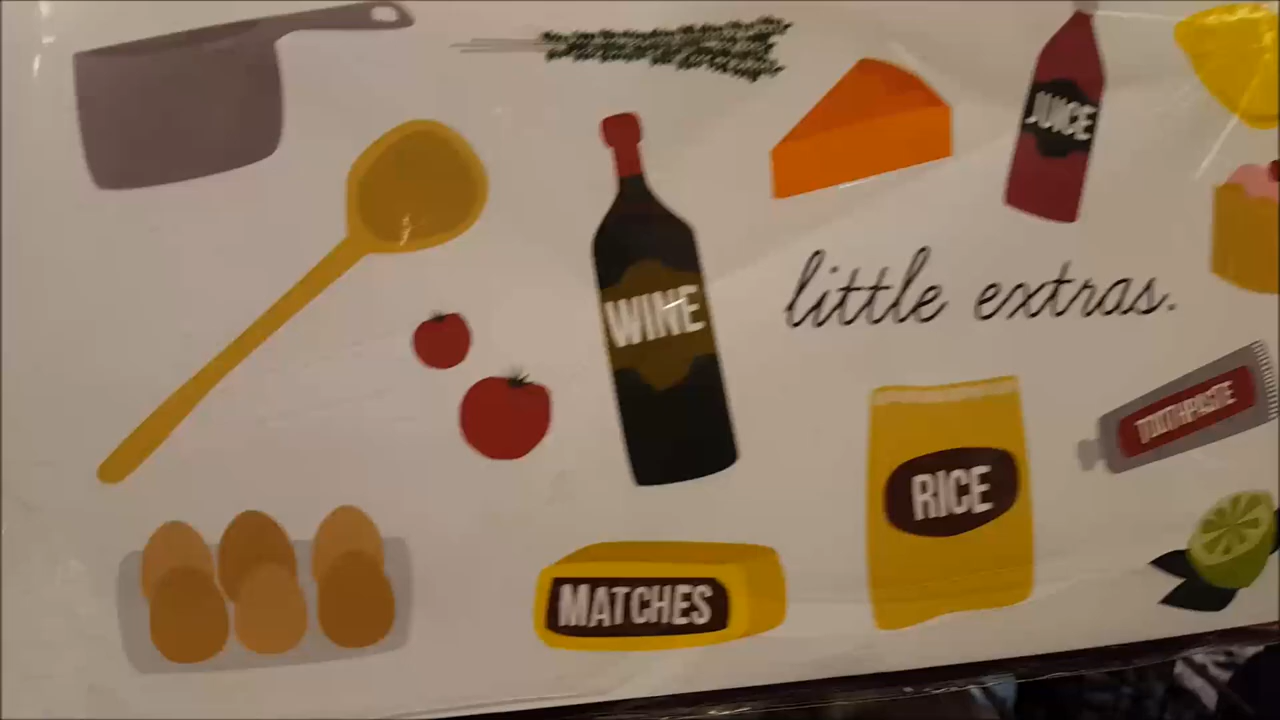 JUICE
WINE
little extras.
TOOTHPASTE
RICE
MATCHES